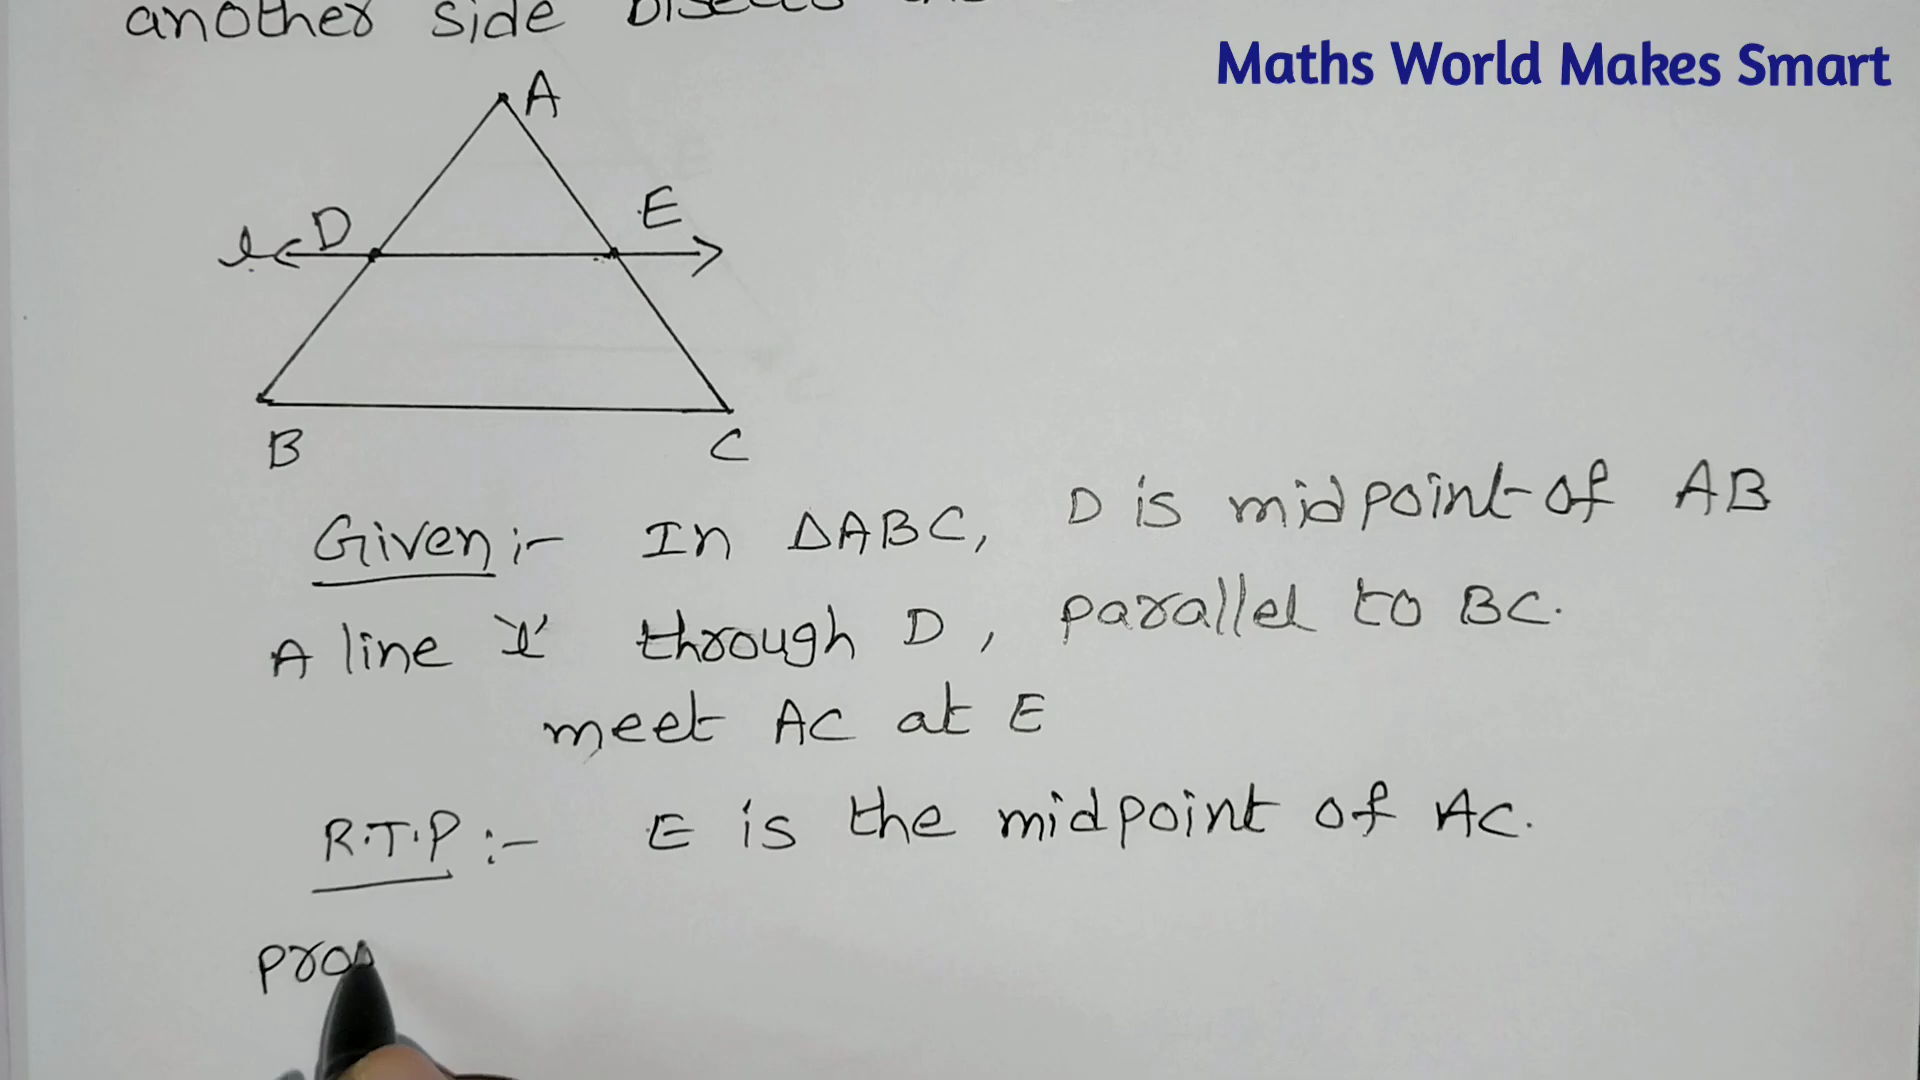 another side
Maths World Makes Smart
A
D
E
l
B
C
Given :- In ΔABC, D is midpoint of AB
A line 'l' through D, parallel to BC.
meet AC at E
R.T.P :- E is the midpoint of AC.
proo